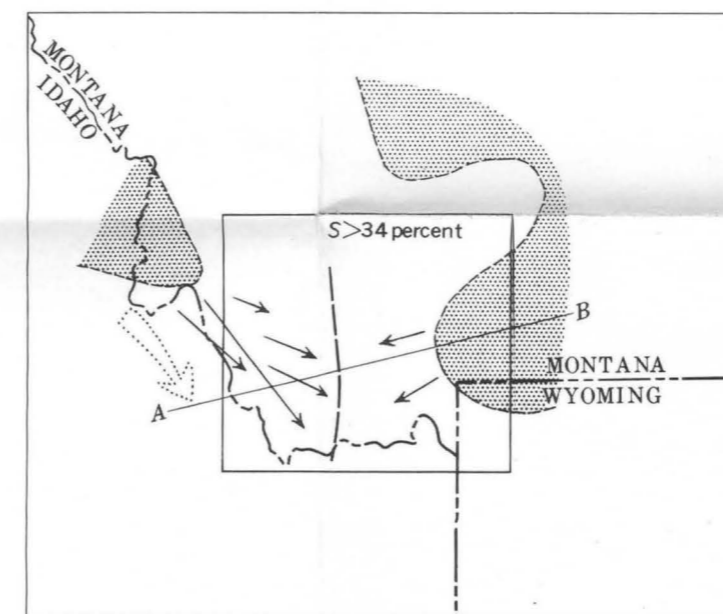 MONTANA
IDAHO
S>34 percent
B
MONTANA
WYOMING
A